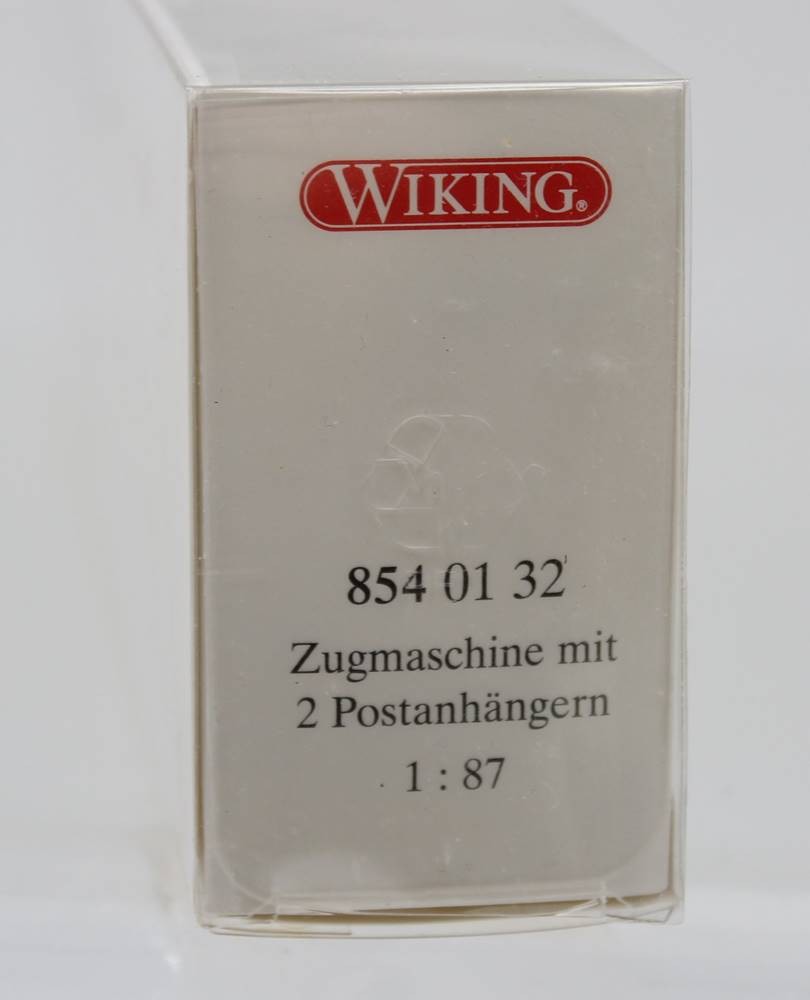 WIKING®
854 01 32
Zugmaschine mit
2 Postanhängern
1 : 87